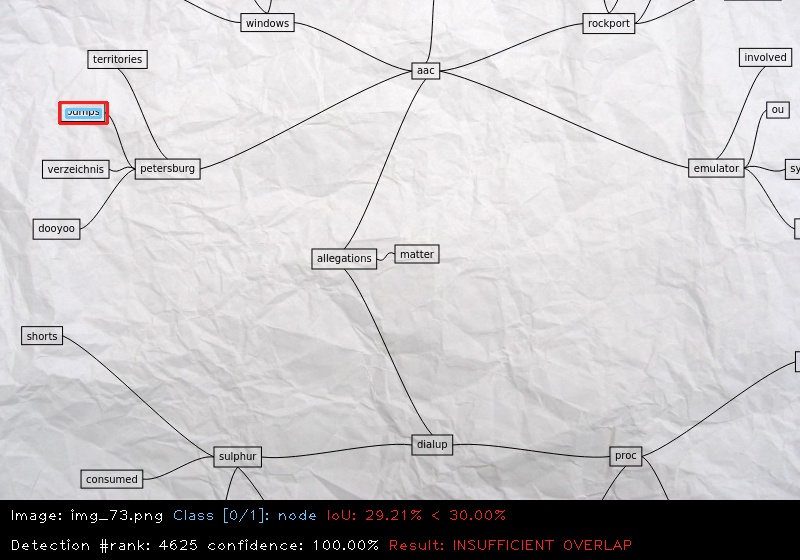 windows
rockport
territories
involved
aac
ou
pumps
verzeichnis
petersburg
emulator
dooyoo
allegations
matter
shorts
dialup
sulphur
proc
consumed
Image: img_73.png Class [0/1]: node IoU: 29.21% < 30.00%
Detection #rank: 4625 confidence: 100.00% Result: INSUFFICIENT OVERLAP